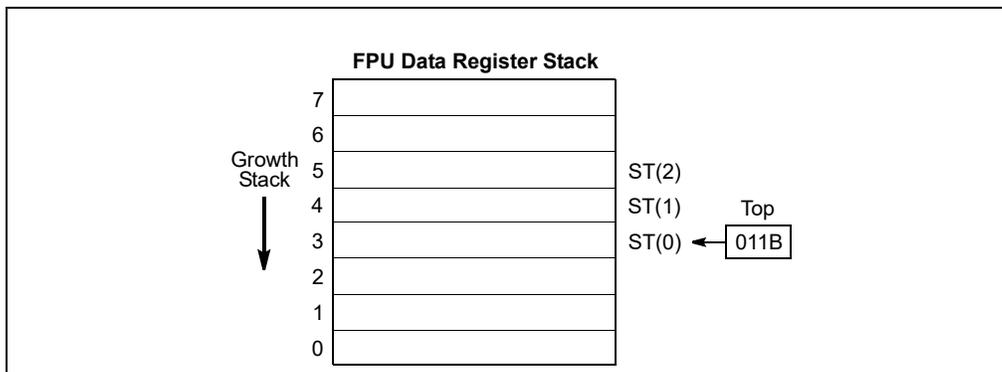 FPU Data Register Stack
7
6
Growth
Stack
5
ST(2)
4
ST(1)
Top
3
ST(0)
011B
2
1
0